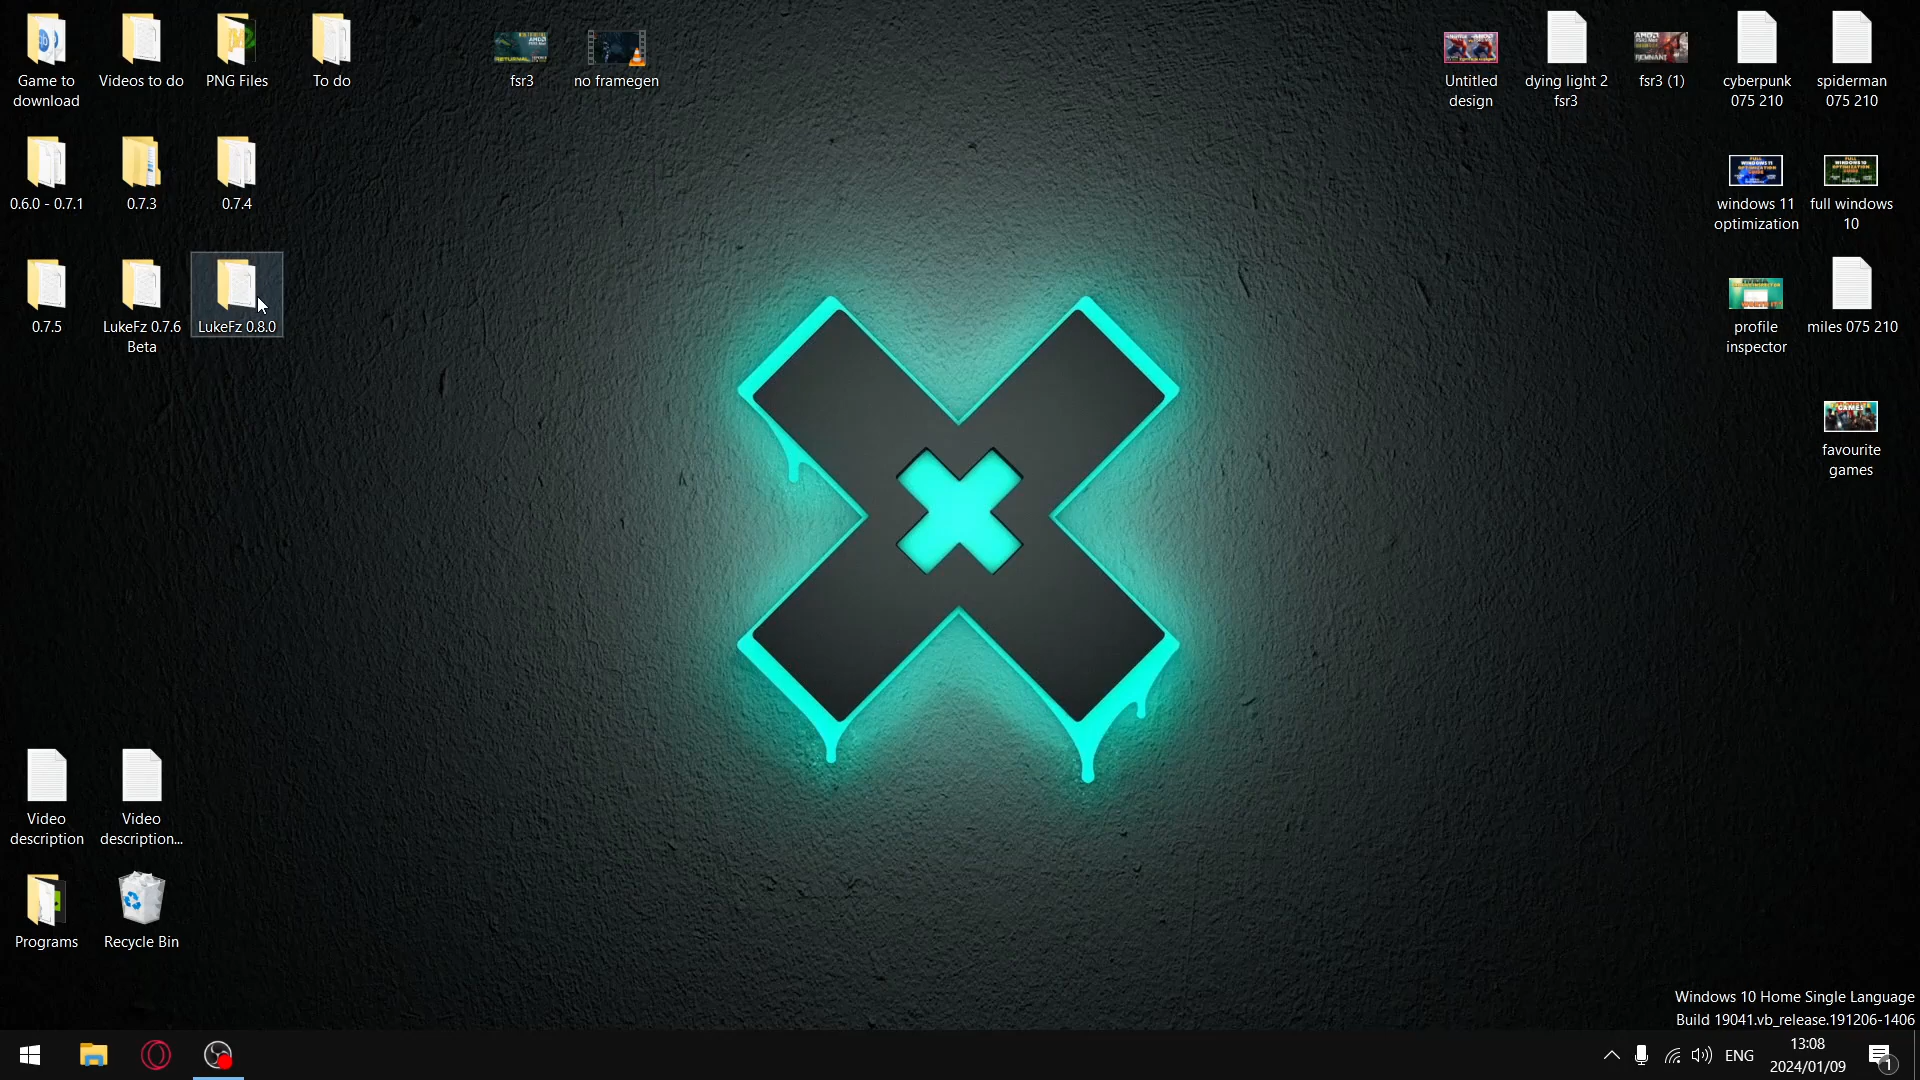 Game to
download
Videos to do
PNG Files
To do
fsr3
no framegen
Untitled
design
dying light 2
fsr3
fsr3 (1)
cyberpunk
075 210
spiderman
075 210
0.6.0 - 0.7.1
0.7.3
0.7.4
windows 11
optimization
full windows
10
0.7.5
LukeFz 0.7.6
Beta
LukeFz 0.8.0
profile
inspector
miles 075 210
favourite
games
Video
description
Video
description...
Programs
Recycle Bin
Windows 10 Home Single Language
Build 19041.vb_release.191206-1406
ENG
13:08
2024/01/09
1